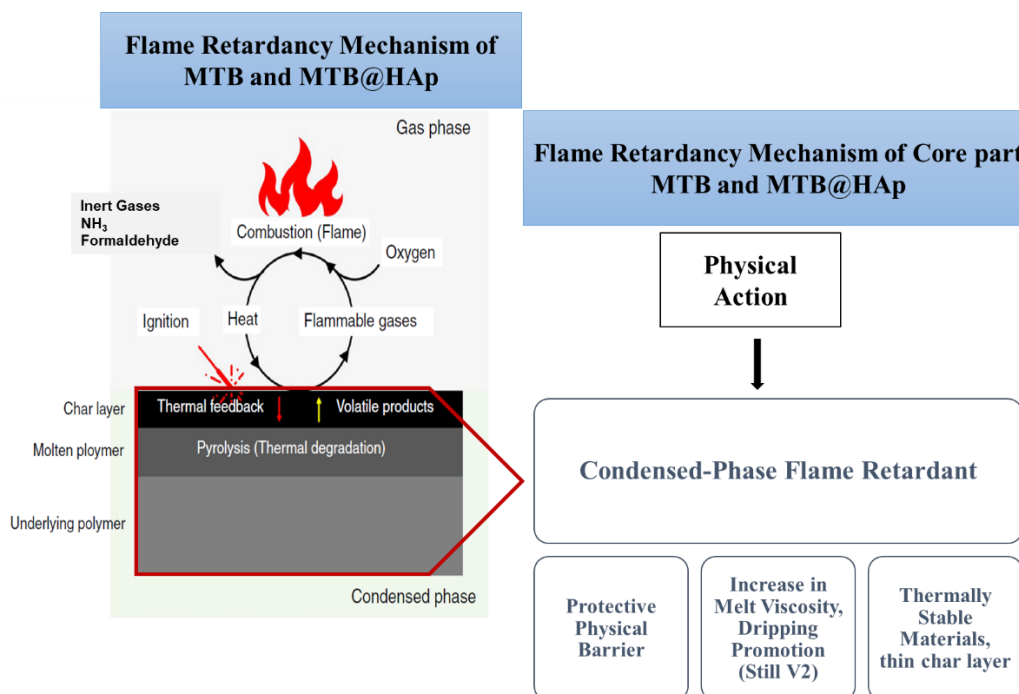 Flame Retardancy Mechanism of
MTB and MTB@HAp
Gas phase
Inert Gases
NH₃
Formaldehyde
Combustion (Flame)
Oxygen
Ignition
Heat
Flammable gases
Char layer
Thermal feedback
Volatile products
Molten ploymer
Pyrolysis (Thermal degradation)
Underlying polymer
Condensed phase
Flame Retardancy Mechanism of Core part
MTB and MTB@HAp
Physical
Action
Condensed-Phase Flame Retardant
Protective
Physical
Barrier
Increase in
Melt Viscosity,
Dripping
Promotion
(Still V2)
Thermally
Stable
Materials,
thin char layer